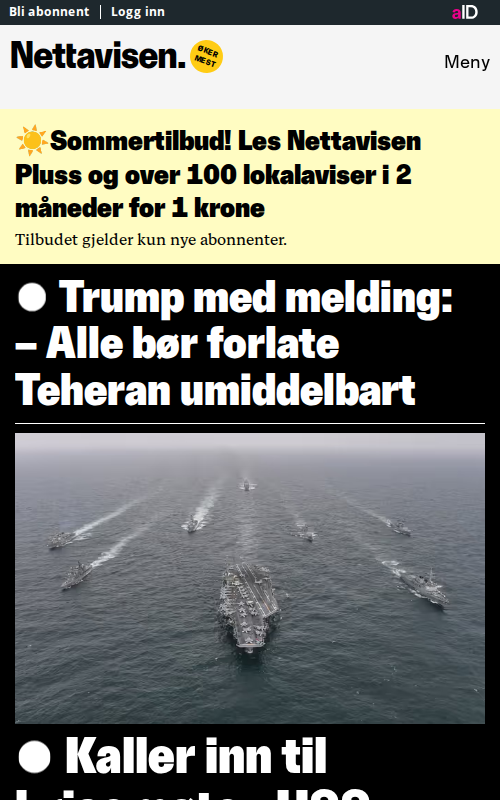 Bli abonnent | Logg inn
aID
Nettavisen.
ØKER
MEST
Meny
☀️Sommertilbud! Les Nettavisen
Pluss og over 100 lokalaviser i 2
måneder for 1 krone
Tilbudet gjelder kun nye abonnenter.
Trump med melding:
– Alle bør forlate
Teheran umiddelbart
Kaller inn til